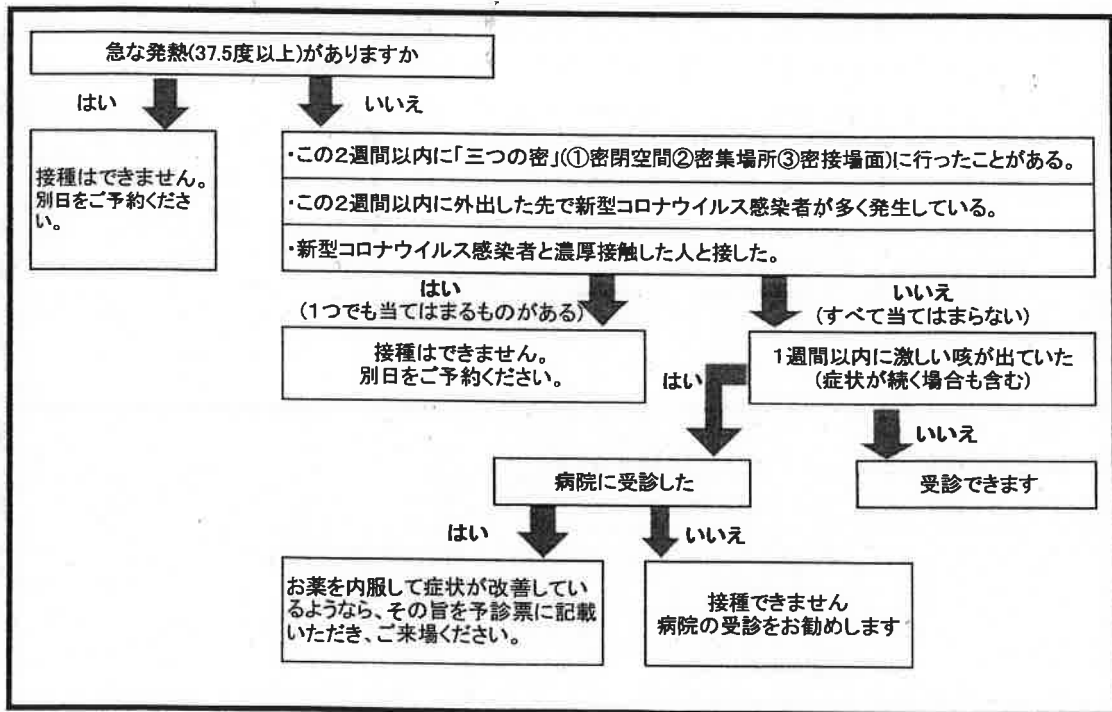 急な発熱(37.5度以上)がありますか
はい
いいえ
接種はできません。
別日をご予約くださ
い。
・この2週間以内に「三つの密」(①密閉空間②密集場所③密接場面)に行ったことがある。
・この2週間以内に外出した先で新型コロナウイルス感染者が多く発生している。
・新型コロナウイルス感染者と濃厚接触した人と接した。
はい
(1つでも当てはまるものがある)
いいえ
(すべて当てはまらない)
接種はできません。
別日をご予約ください。
1週間以内に激しい咳が出ていた
(症状が続く場合も含む)
はい
いいえ
病院に受診した
受診できます
はい
いいえ
お薬を内服して症状が改善してい
るようなら、その旨を予診票に記載
いただき、ご来場ください。
接種できません
病院の受診をお勧めします